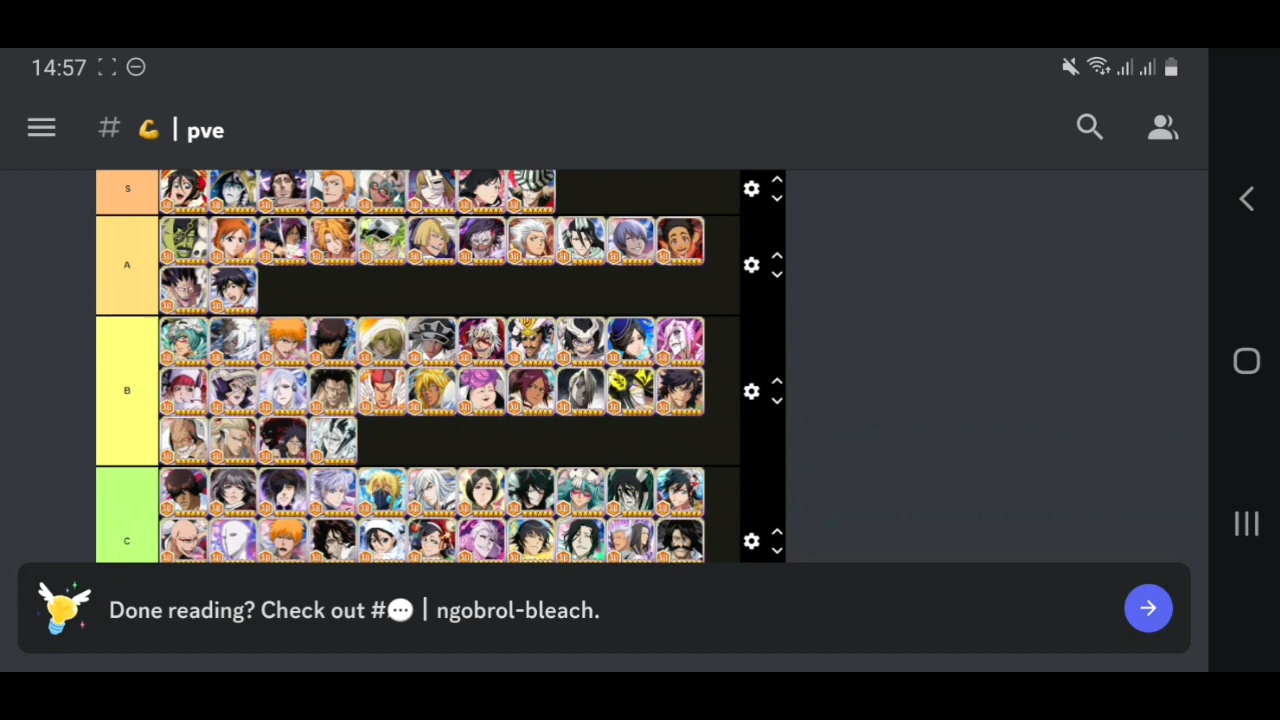 14:57
# 💪 | pve
S
A
B
C
Done reading? Check out #💬 | ngobrol-bleach.